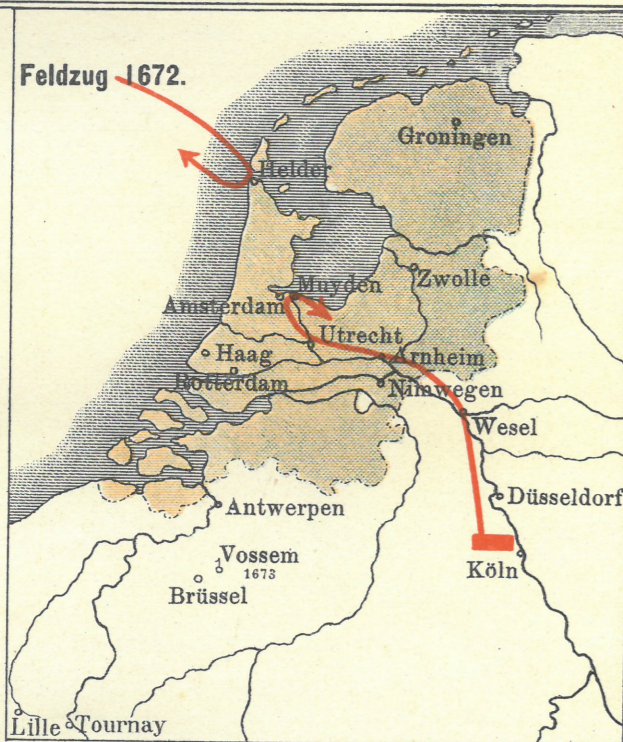 Feldzug 1672.
Groningen
Helder
Muyden
Zwolle
Amsterdam
Utrecht
Haag
Arnheim
Rotterdam
Nimwegen
Wesel
Düsseldorf
Antwerpen
Vossem
1673
Köln
Brüssel
Lille
Tournay